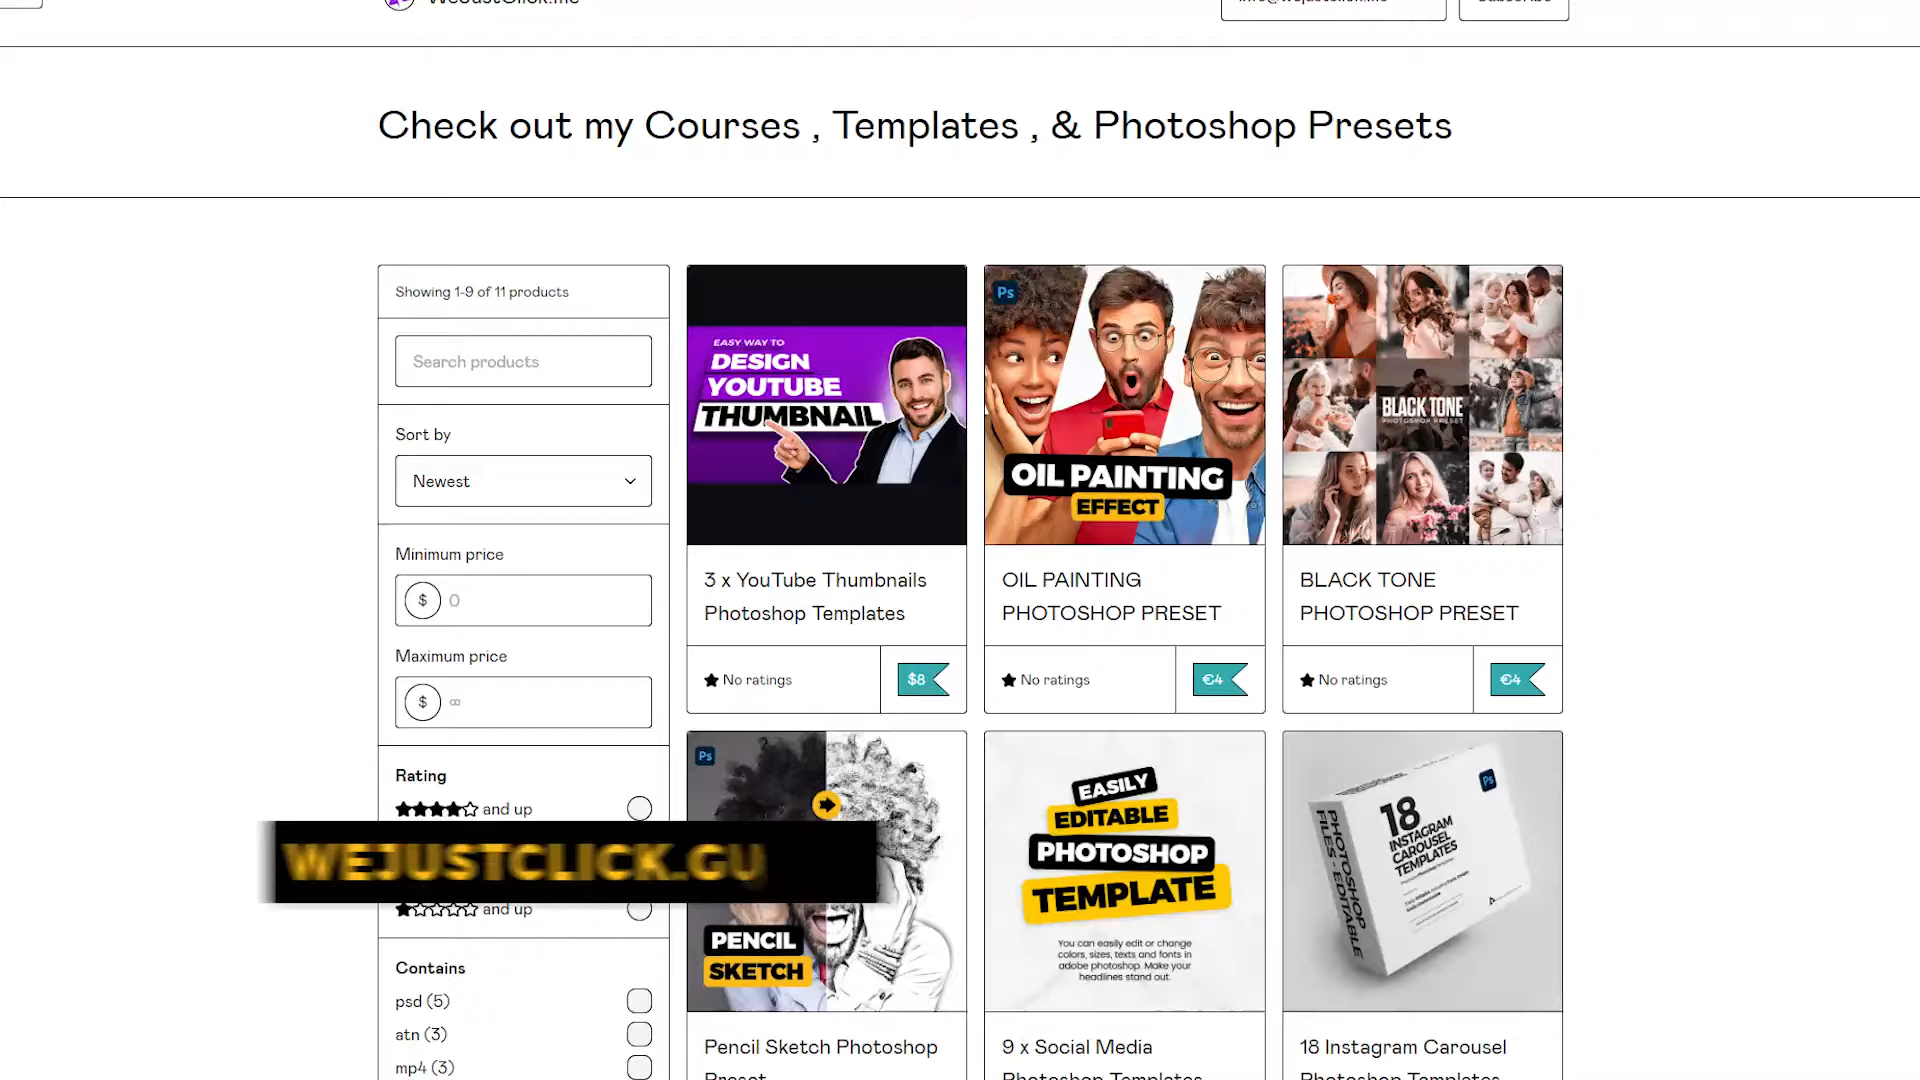 Check out my Courses , Templates , & Photoshop Presets
Showing 1-9 of 11 products
Search products
Sort by
Newest
Minimum price
$ 0
Maximum price
$ ∞
Rating
and up
and up
Contains
psd (5)
atn (3)
mp4 (3)
WEJUSTCLICK.GU
EASY WAY TO
DESIGN
YOUTUBE
THUMBNAIL
3 x YouTube Thumbnails
Photoshop Templates
No ratings
$8
Ps
OIL PAINTING
EFFECT
OIL PAINTING
PHOTOSHOP PRESET
No ratings
€4
BLACK TONE
PHOTOSHOP PRESET
BLACK TONE
PHOTOSHOP PRESET
No ratings
€4
Ps
PENCIL
SKETCH
Pencil Sketch Photoshop
EASILY
EDITABLE
PHOTOSHOP
TEMPLATE
You can easily edit or change
colors, sizes, texts and fonts in
adobe photoshop. Make your
headlines stand out.
9 x Social Media
Photoshop Templates
Ps
18
INSTAGRAM
CAROUSEL
TEMPLATES
PHOTOSHOP
FILES - EDITABLE
18 Instagram Carousel
Photoshop Templates